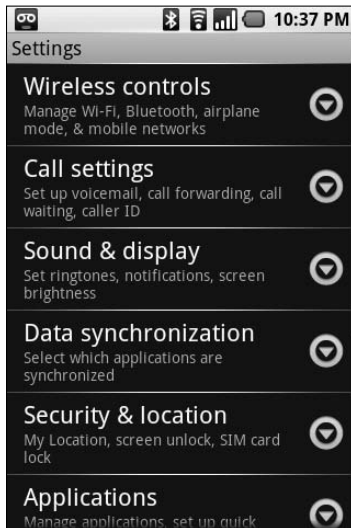 10:37 PM
Settings
Wireless controls
Manage Wi-Fi, Bluetooth, airplane
mode, & mobile networks
Call settings
Set up voicemail, call forwarding, call
waiting, caller ID
Sound & display
Set ringtones, notifications, screen
brightness
Data synchronization
Select which applications are
synchronized
Security & location
My Location, screen unlock, SIM card
lock
Applications
Manage applications, set up quick